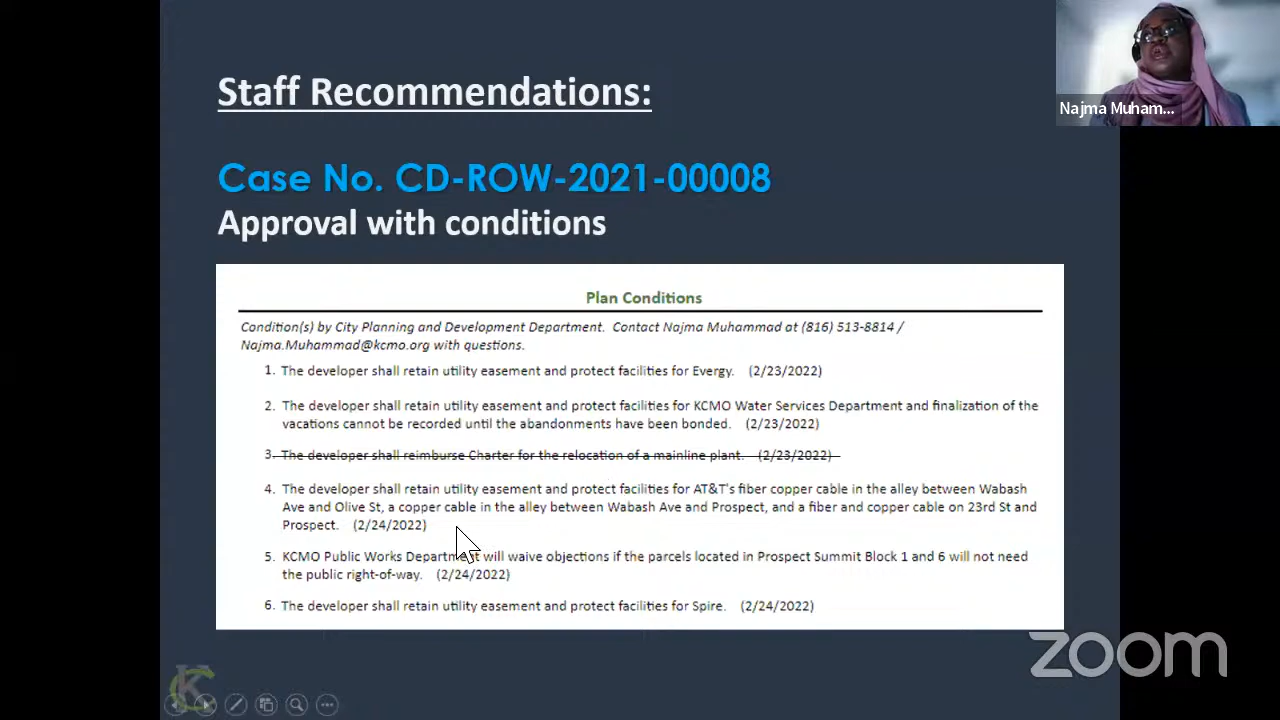 Staff Recommendations:
Najma Muham...
Case No. CD-ROW-2021-00008
Approval with conditions
Plan Conditions
Condition(s) by City Planning and Development Department. Contact Najma Muhammad at (816) 513-8814 /
Najma.Muhammad@kcmo.org with questions.
1. The developer shall retain utility easement and protect facilities for Evergy. (2/23/2022)
2. The developer shall retain utility easement and protect facilities for KCMO Water Services Department and finalization of the
vacations cannot be recorded until the abandonments have been bonded. (2/23/2022)
3. The developer shall reimburse Charter for the relocation of a mainline plant. (2/23/2022)
4. The developer shall retain utility easement and protect facilities for AT&T's fiber copper cable in the alley between Wabash
Ave and Olive St, a copper cable in the alley between Wabash Ave and Prospect, and a fiber and copper cable on 23rd St and
Prospect. (2/24/2022)
5. KCMO Public Works Department will waive objections if the parcels located in Prospect Summit Block 1 and 6 will not need
the public right-of-way. (2/24/2022)
6. The developer shall retain utility easement and protect facilities for Spire. (2/24/2022)
zoom
KC